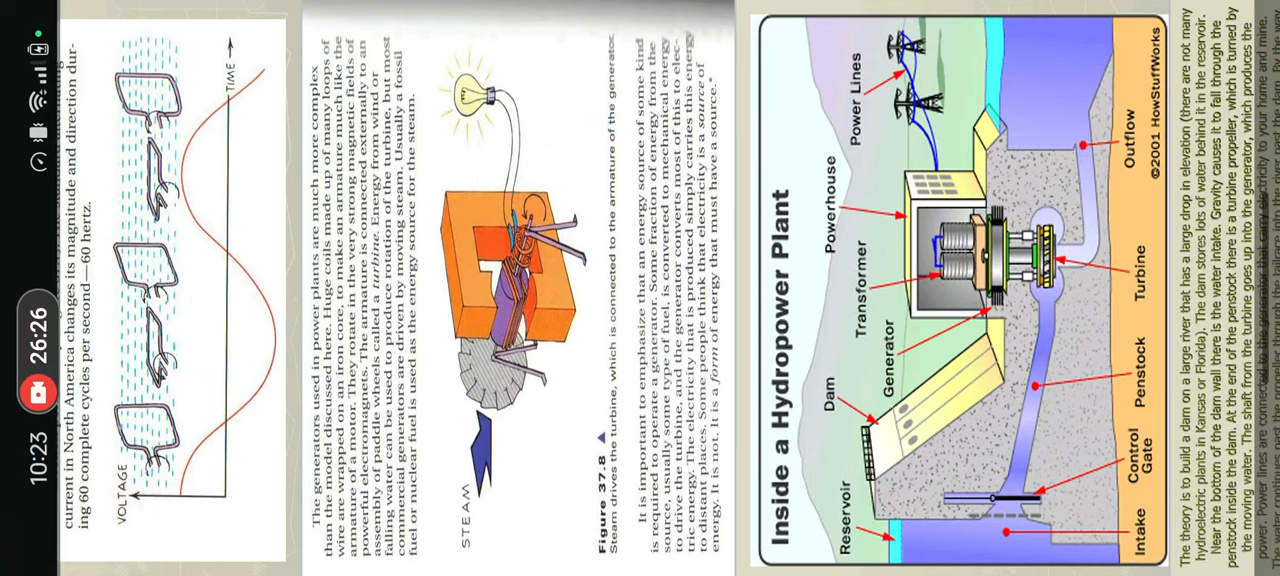 10:23
26:26
current in North America changes its magnitude and direction dur-
ing 60 complete cycles per second—60 hertz.
VOLTAGE
TIME
The generators used in power plants are much more complex
than the model discussed here. Huge coils made up of many loops of
wire are wrapped on an iron core, to make an armature much like the
armature of a motor. They rotate in the very strong magnetic fields of
powerful electromagnets. The armature is connected externally to an
assembly of paddlewheels called a turbine. Energy from wind or
falling water can be used to produce rotation of the turbine, but most
commercial generators are driven by moving steam. Usually a fossil
fuel or nuclear fuel is used as the energy source for the steam.
STEAM
Figure 37.8 ▲
Steam drives the turbine, which is connected to the armature of the generator.
It is important to emphasize that an energy source of some kind
is required to operate a generator. Some fraction of energy from the
source, usually some type of fuel, is converted to mechanical energy
to drive the turbine, and the generator converts most of this to elec-
tric energy. The electricity that is produced simply carries this energy
to distant places. Some people think that electricity is a source of
energy. It is not. It is a form of energy that must have a source.
Inside a Hydropower Plant
Reservoir
Dam
Generator
Transformer
Powerhouse
Power Lines
Intake
Control
Gate
Penstock
Turbine
Outflow
©2001 HowStuffWorks
The theory is to build a dam on a large river that has a large drop in elevation (there are not many
hydroelectric plants in Kansas or Florida). The dam stores lots of water behind it in the reservoir.
Near the bottom of the dam wall there is the water intake. Gravity causes it to fall through the
penstock inside the dam. At the end of the penstock there is a turbine propeller, which is turned by
the moving water. The shaft from the turbine goes up into the generator, which produces the
power. Power lines are connected to the generator that carry electricity to your home and mine.